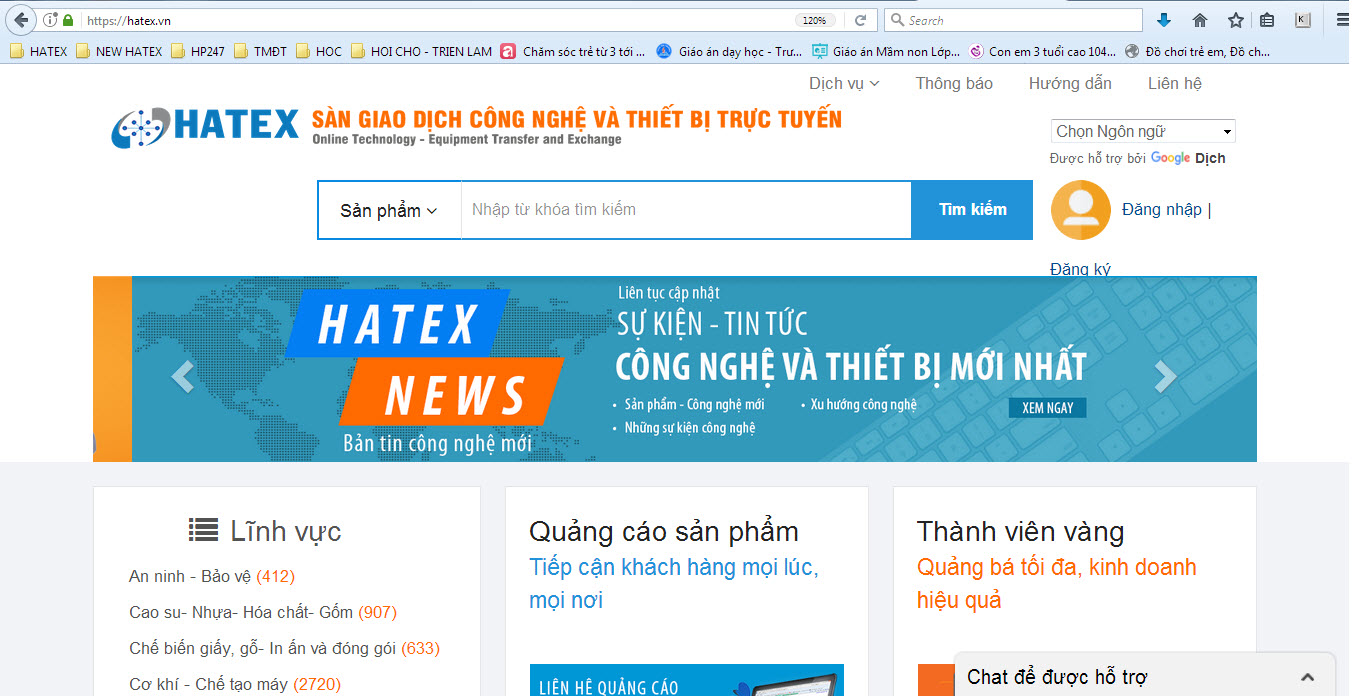 https://hatex.vn
120%
Search
HATEX
NEW HATEX
HP247
TMĐT
HOC
HOI CHO - TRIEN LAM
Chăm sóc trẻ từ 3 tới ...
Giáo án dạy học - Trư...
Giáo án Mầm non Lớp...
Con em 3 tuổi cao 104...
Đồ chơi trẻ em, Đồ ch...
Dịch vụ
Thông báo
Hướng dẫn
Liên hệ
HATEX
SÀN GIAO DỊCH CÔNG NGHỆ VÀ THIẾT BỊ TRỰC TUYẾN
Online Technology - Equipment Transfer and Exchange
Chọn Ngôn ngữ
Được hỗ trợ bởi Google Dịch
Sản phẩm
Nhập từ khóa tìm kiếm
Tìm kiếm
Đăng nhập |
Đăng ký
HATEX
NEWS
Bản tin công nghệ mới
Liên tục cập nhật
SỰ KIỆN - TIN TỨC
CÔNG NGHỆ VÀ THIẾT BỊ MỚI NHẤT
• Sản phẩm - Công nghệ mới
• Xu hướng công nghệ
• Những sự kiện công nghệ
XEM NGAY
Lĩnh vực
An ninh - Bảo vệ (412)
Cao su- Nhựa- Hóa chất- Gốm (907)
Chế biến giấy, gỗ- In ấn và đóng gói (633)
Cơ khí - Chế tạo máy (2720)
Quảng cáo sản phẩm
Tiếp cận khách hàng mọi lúc,
mọi nơi
LIÊN HỆ QUẢNG CÁO
Thành viên vàng
Quảng bá tối đa, kinh doanh
hiệu quả
Chat để được hỗ trợ